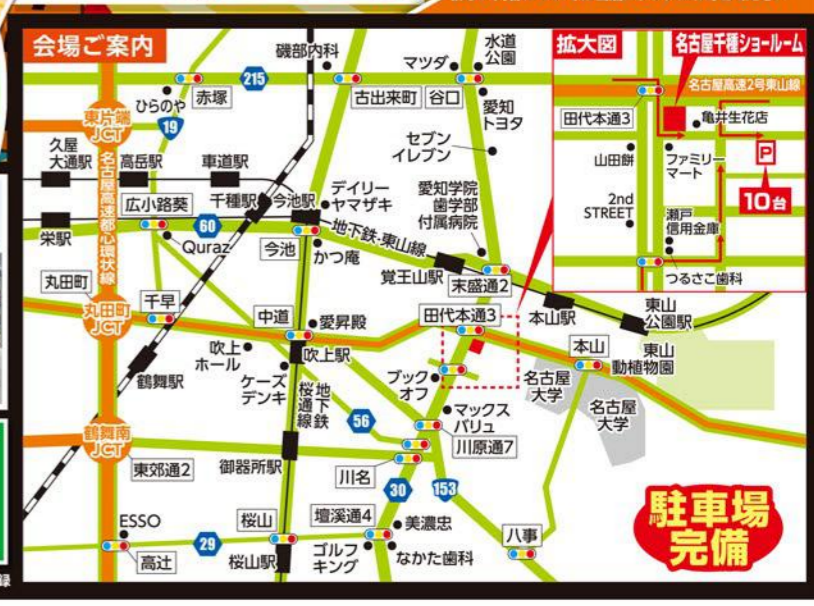 会場ご案内
磯部内科
水道
公園
マツダ
215
赤塚
古出来町
谷口
ひらのや
愛知
トヨタ
東片端
JCT
19
セブン
イレブン
久屋
大通駅
高岳駅
車道駅
名古屋高速都心環状線
広小路葵
千種駅
今池駅
デイリー
ヤマザキ
愛知学院
歯学部
付属病院
60
栄駅
Quraz
今池
かつ庵
地下鉄・東山線
覚王山駅
末盛通2
丸田町
丸田町
JCT
千早
中道
愛昇殿
田代本通3
本山駅
東山
公園駅
本山
東山
動植物園
吹上
ホール
吹上駅
鶴舞駅
ケーズ
デンキ
ブック
オフ
名古屋
大学
名古屋
大学
地下鉄
桜通線
56
マックス
バリュ
川原通7
鶴舞南
JCT
東郊通2
御器所駅
川名
30
153
ESSO
29
高辻
桜山
桜山駅
壇溪通4
美濃忠
ゴルフ
キング
なかた歯科
八事
駐車場
完備
拡大図
名古屋千種ショールーム
名古屋高速2号東山線
田代本通3
亀井生花店
山田餅
ファミリー
マート
P
10台
2nd
STREET
瀬戸
信用金庫
つるさこ歯科
録